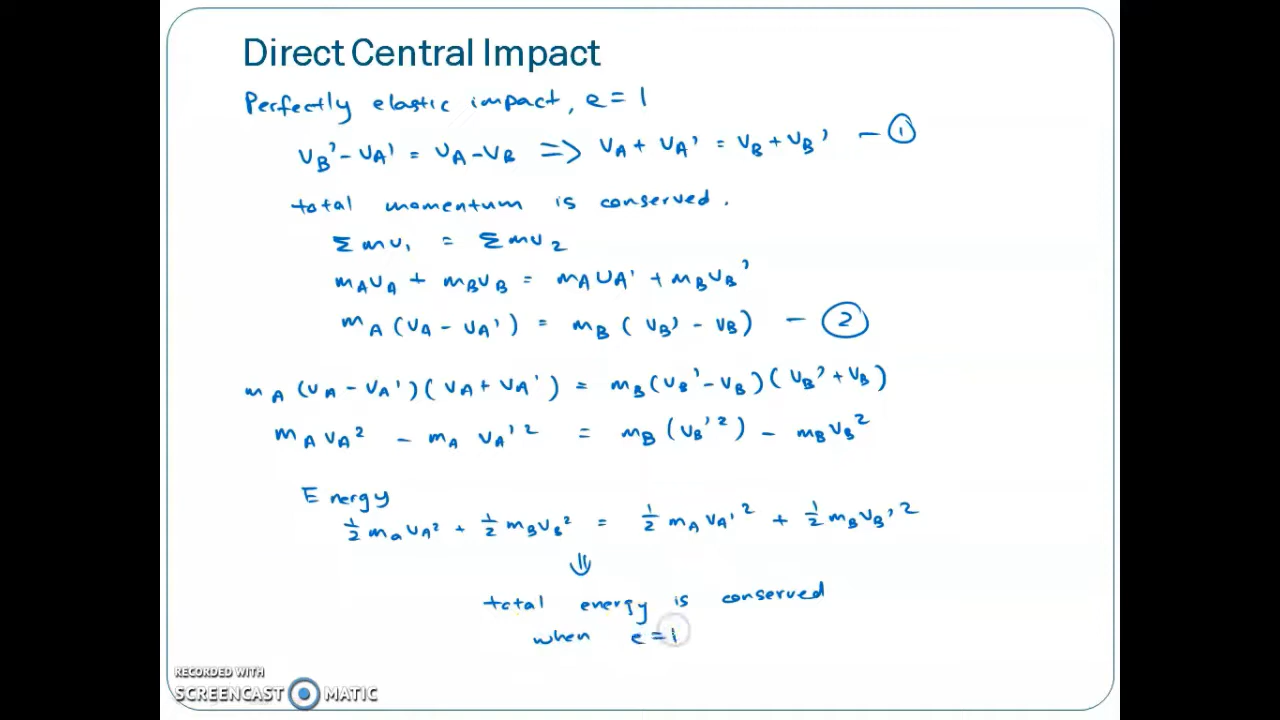 Direct Central Impact
Perfectly elastic impact, e = 1
vB' - vA' = vA - vB => vA + vA' = vB + vB' - ①
total momentum is conserved.
Σ mv₁ = Σ mv₂
mAvA + mBvB = mAvA' + mBvB'
mA (vA - vA') = mB (vB' - vB) - ②
mA (vA - vA')(vA + vA') = mB (vB' - vB)(vB' + vB)
mA vA² - mA vA'² = mB (vB'²) - mBvB²
Energy
½ mavA² + ½ mBvB² = ½ mAvA'² + ½ mBvB'²
⇓
total energy is conserved
when e = 1
RECORDED WITH
SCREENCAST MATIC